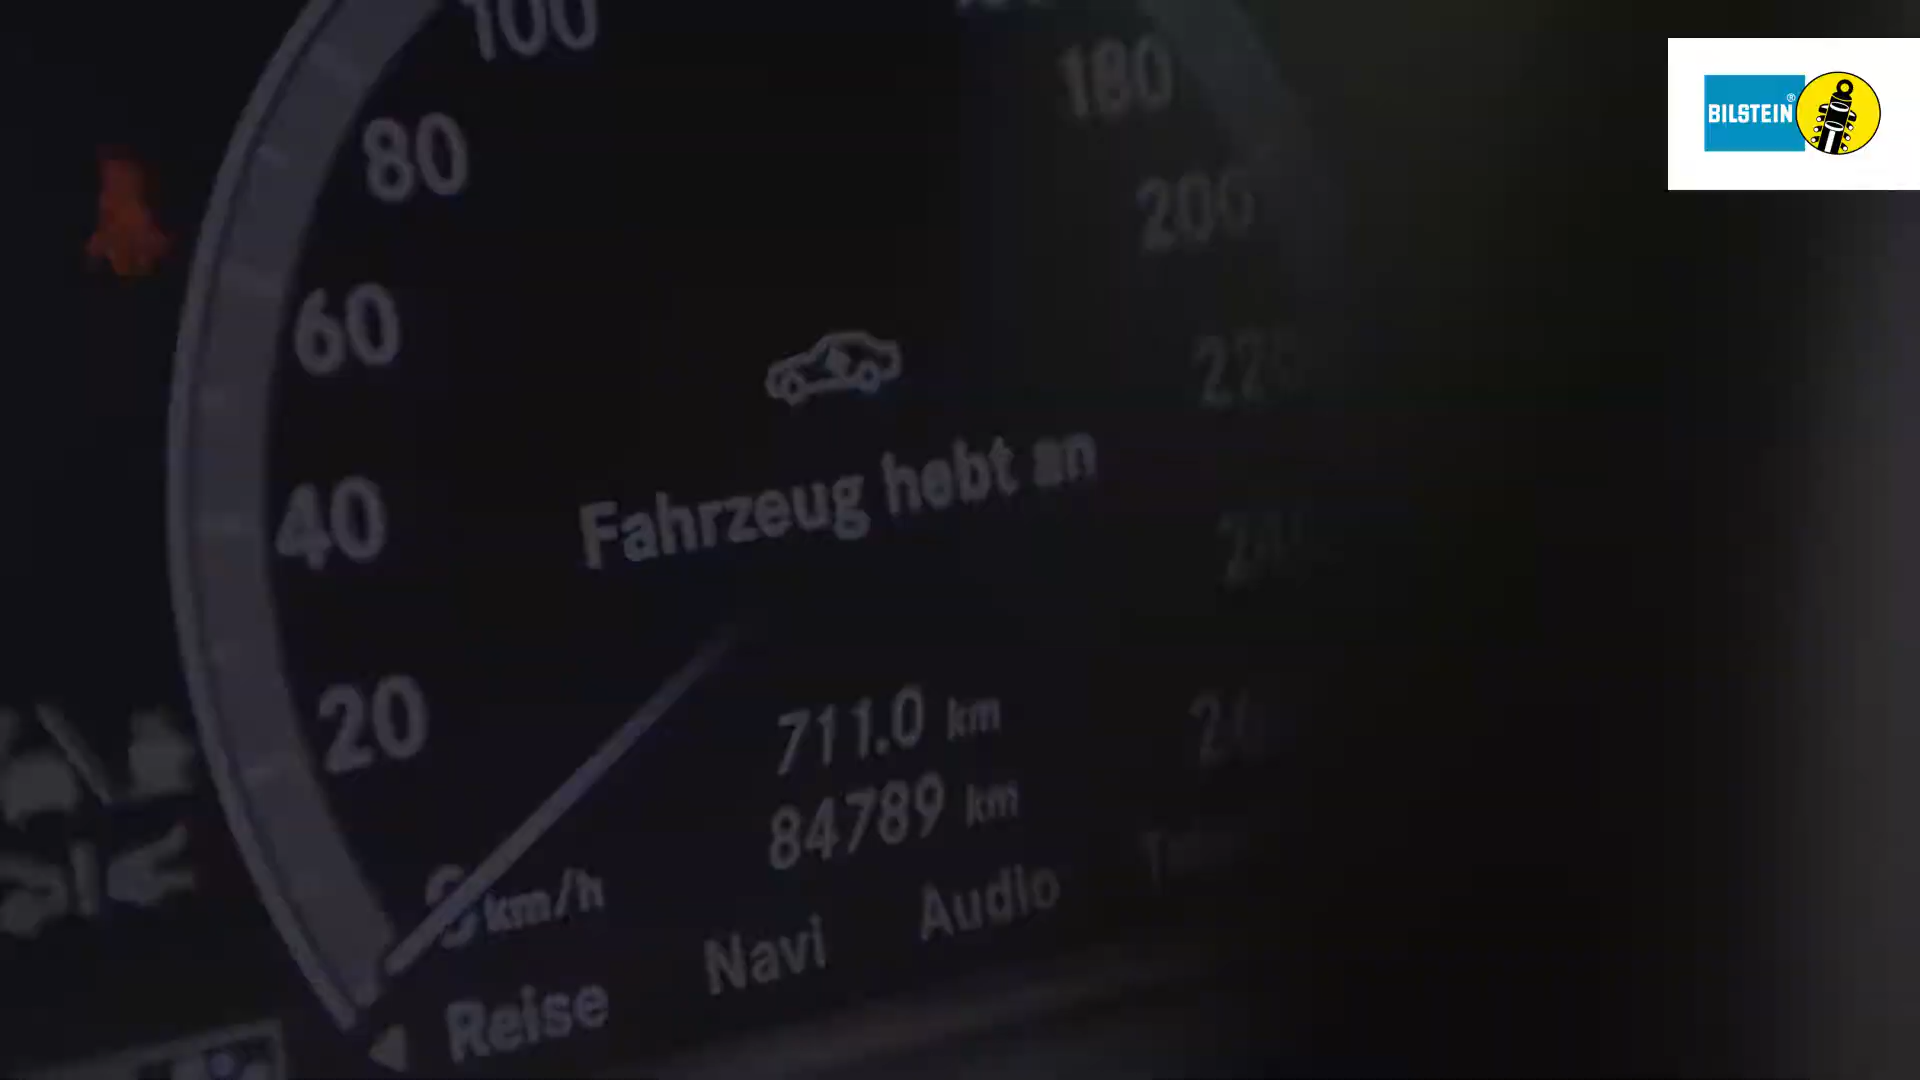 100
180
BILSTEIN®
80
200
60
220
Fahrzeug hebt an
40
20
711.0 km
84789 km
km/h
Reise Navi Audio